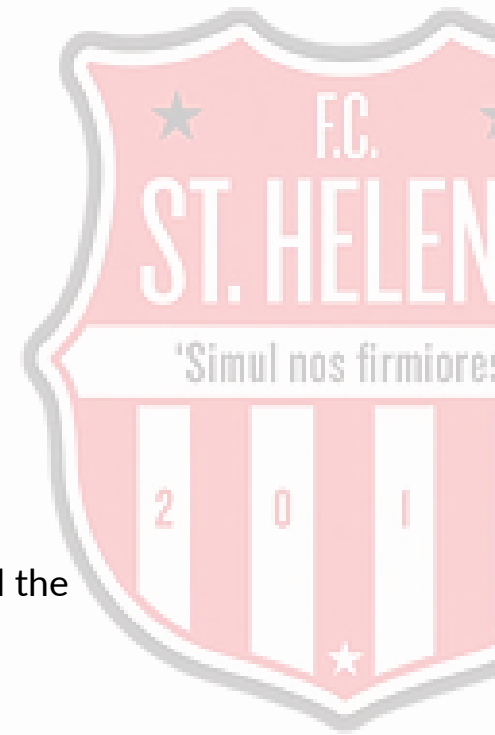 F.C.
ST. HELEN
'Simul nos firmiores
2 0 1
the